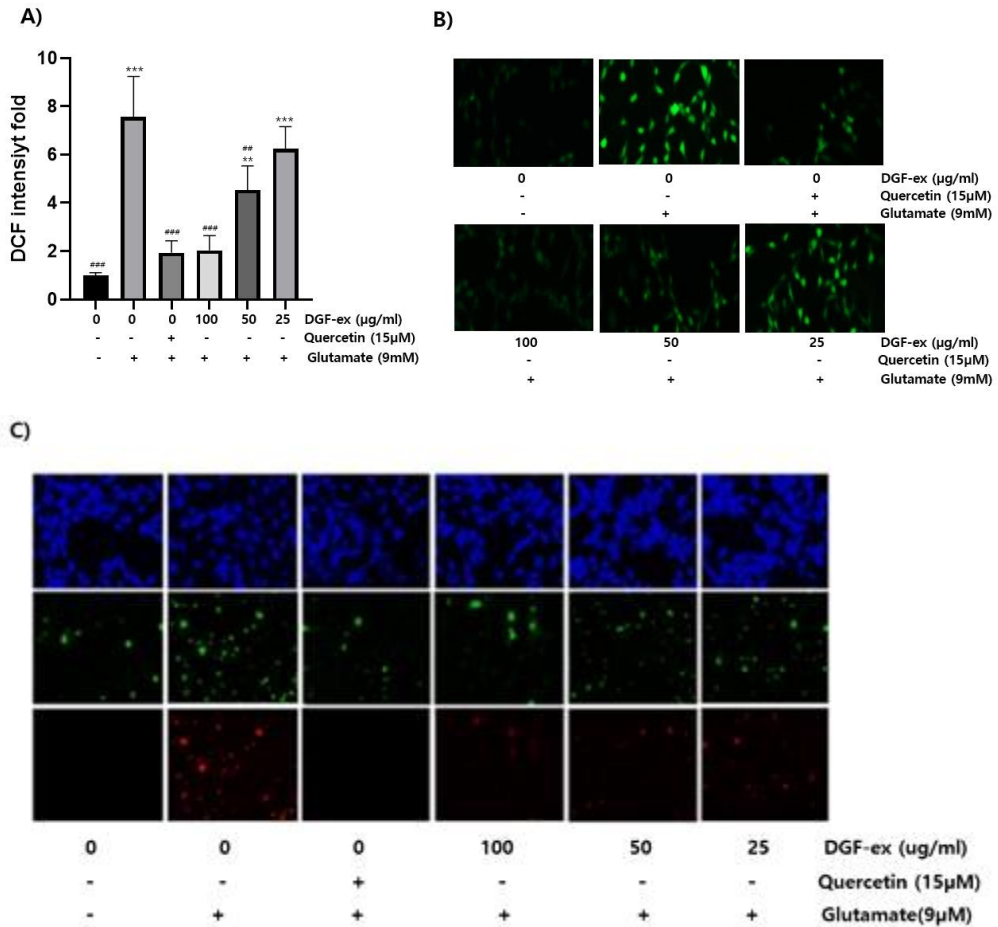 A)
DCF intensiyt fold
10
8
6
4
2
0
###
***
###
###
##
**
***
0 0 0 100 50 25 DGF-ex (µg/ml)
- - + - - - Quercetin (15µM)
- + + + + + Glutamate (9mM)
B)
0 0 0 DGF-ex (µg/ml)
- - + Quercetin (15µM)
- + + Glutamate (9mM)
100 50 25 DGF-ex (µg/ml)
- - - Quercetin (15µM)
+ + + Glutamate (9mM)
C)
0 0 0 100 50 25 DGF-ex (ug/ml)
- - + - - - Quercetin (15µM)
- + + + + + Glutamate(9µM)